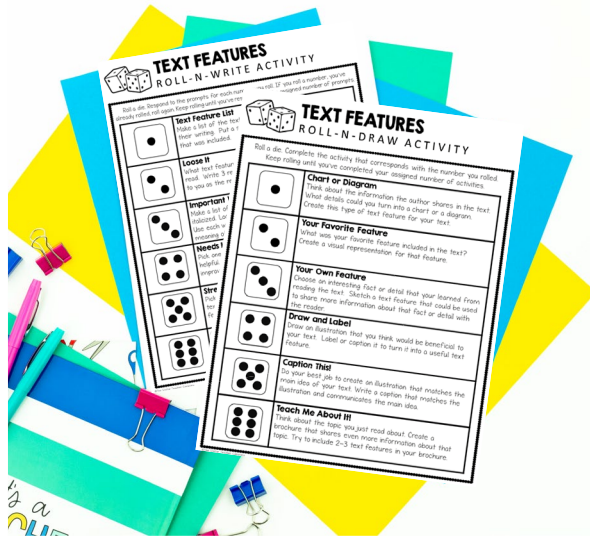 TEXT FEATURES
ROLL-N-WRITE ACTIVITY
Roll a die. Respond to the prompts for each num
you roll. If you roll a number, you've
already rolled, roll again. Keep rolling until you've
assigned number of prompts.
Text Feature List
Make a list of the text
their writing. Put a
that was included.
Loose It
What text featur
read. Write 3 r
to you as the r
Important
Make a list of
italicized. Loo
Use each w
meaning o
Needs
Pick one
helpful.
improv
Stre
Pick
TEXT FEATURES
ROLL-N-DRAW ACTIVITY
Roll a die. Complete the activity that corresponds with the number you rolled.
Keep rolling until you've completed your assigned number of activities.
Chart or Diagram
Think about the information the author shares in the text.
What details could you turn into a chart or a diagram.
Create this type of text feature for your text.
Your Favorite Feature
What was your favorite feature included in the text?
Create a visual representation for that feature.
Your Own Feature
Choose an interesting fact or detail that you learned from
reading the text. Sketch a text feature that could be used
to share more information about that fact or detail with
the reader.
Draw and Label
Draw an illustration that you think would be beneficial to
your text. Label or caption it to turn it into a useful text
feature.
Caption This!
Do your best job to create an illustration that matches the
main idea of your text. Write a caption that matches the
illustration and communicates the main idea.
Teach Me About It!
Think about the topic you just read about. Create a
brochure that shares even more information about that
topic. Try to include 2-3 text features in your brochure